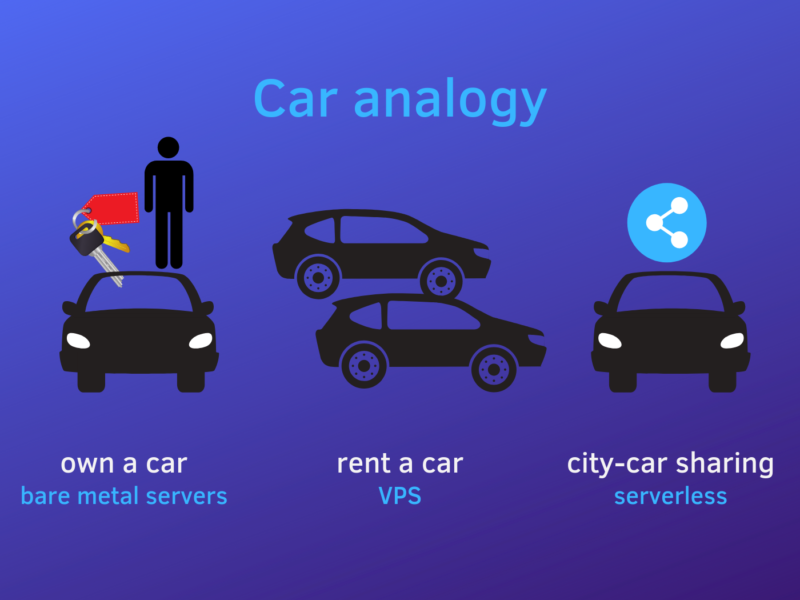 Car analogy
own a car
bare metal servers
rent a car
VPS
city-car sharing
serverless